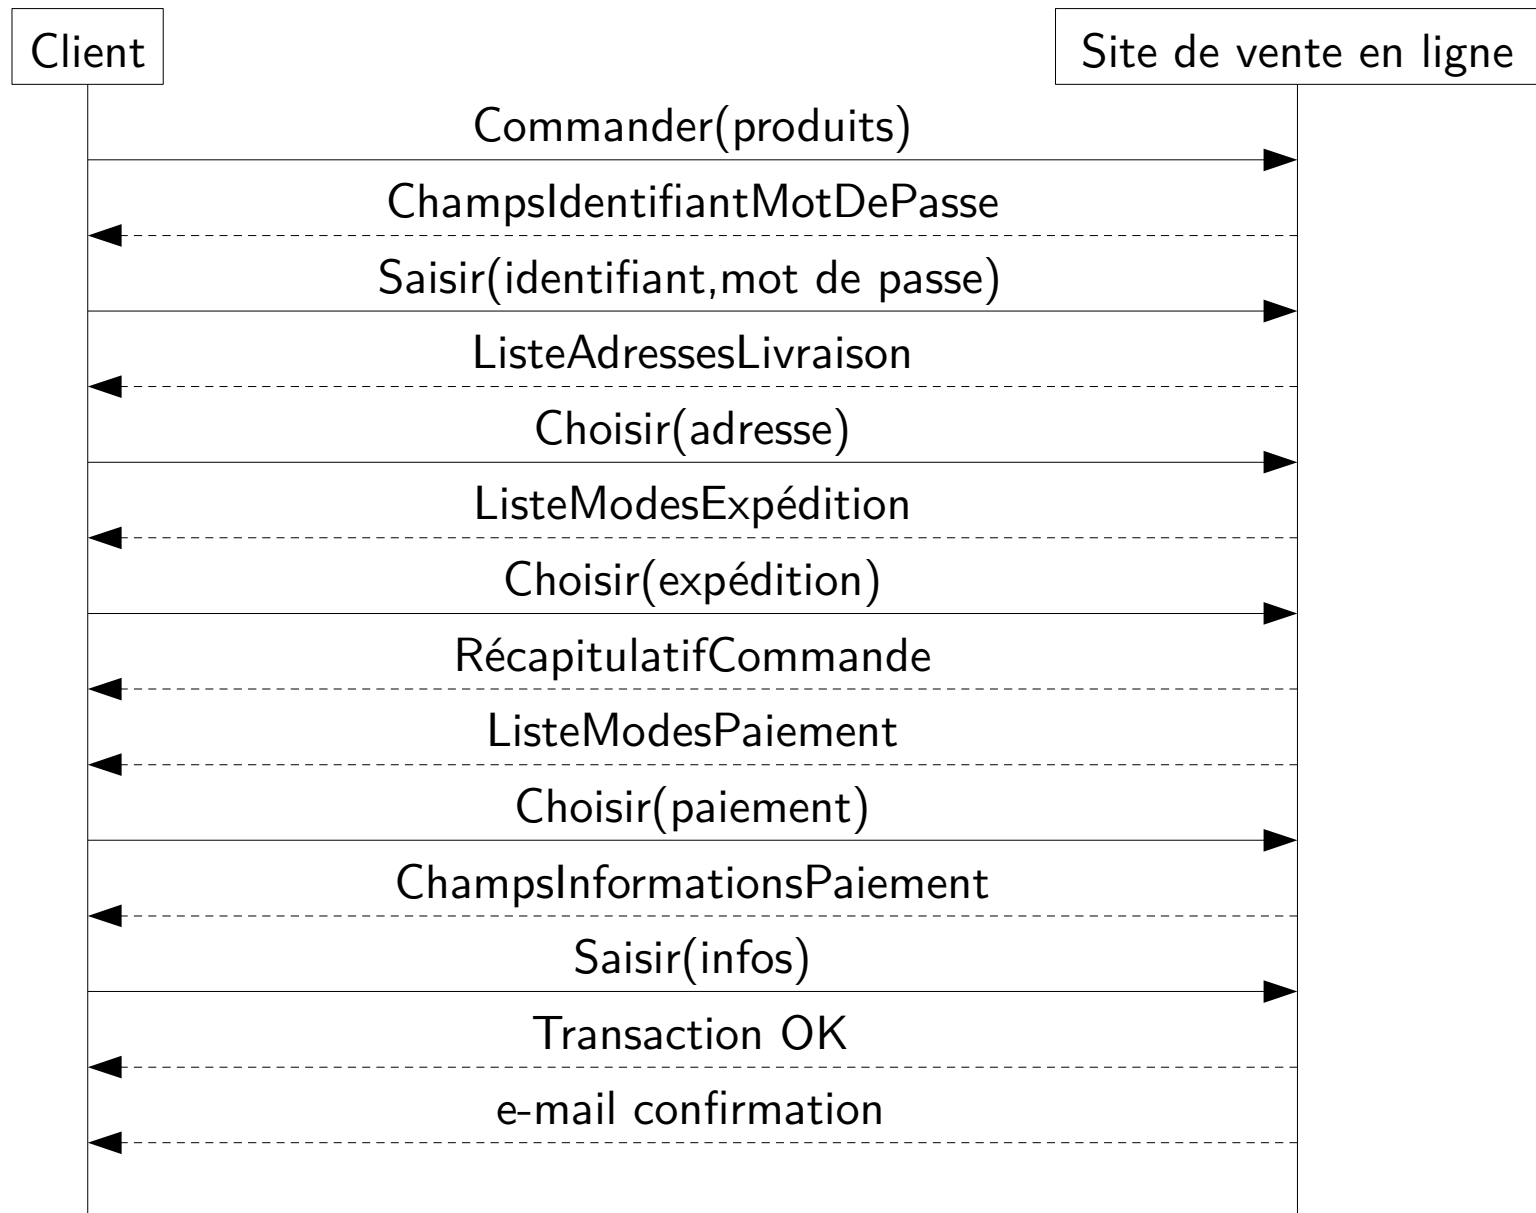 Client
Site de vente en ligne
Commander(produits)
ChampsIdentifiantMotDePasse
Saisir(identifiant,mot de passe)
ListeAdressesLivraison
Choisir(adresse)
ListeModesExpédition
Choisir(expédition)
RécapitulatifCommande
ListeModesPaiement
Choisir(paiement)
ChampsInformationsPaiement
Saisir(infos)
Transaction OK
e-mail confirmation